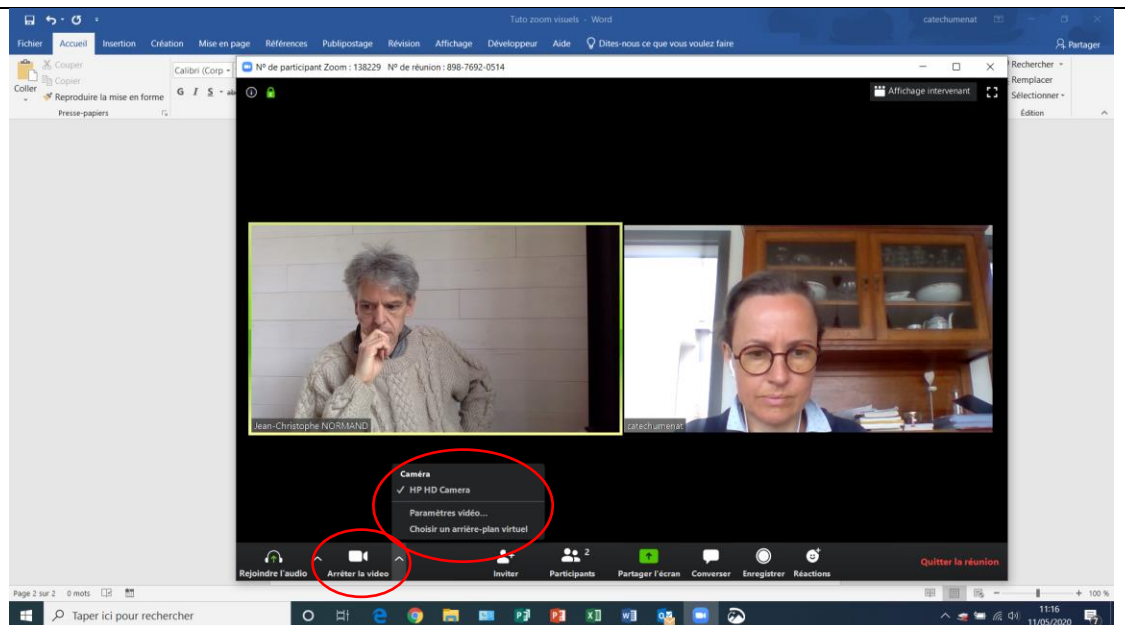 Tuto zoom visuels - Word
catechumenat
Fichier Accueil Insertion Création Mise en page Références Publipostage Révision Affichage Développeur Aide Dites-nous ce que vous voulez faire Partager
Coller
Couper
Copier
Reproduire la mise en forme
Presse-papiers
Calibri (Corp
G I S
Rechercher
Remplacer
Sélectionner
Édition
N° de participant Zoom : 138229 N° de réunion : 898-7692-0514
Affichage intervenant
Jean-Christophe NORMAND
catechumenat
Caméra
✓ HP HD Camera
Paramètres vidéo...
Choisir un arrière-plan virtuel
Rejoindre l'audio Arrêter la video Inviter Participants 2 Partager l'écran Converser Enregistrer Réactions Quitter la réunion
Page 2 sur 2 0 mots 100 %
Taper ici pour rechercher
11:16
11/05/2020